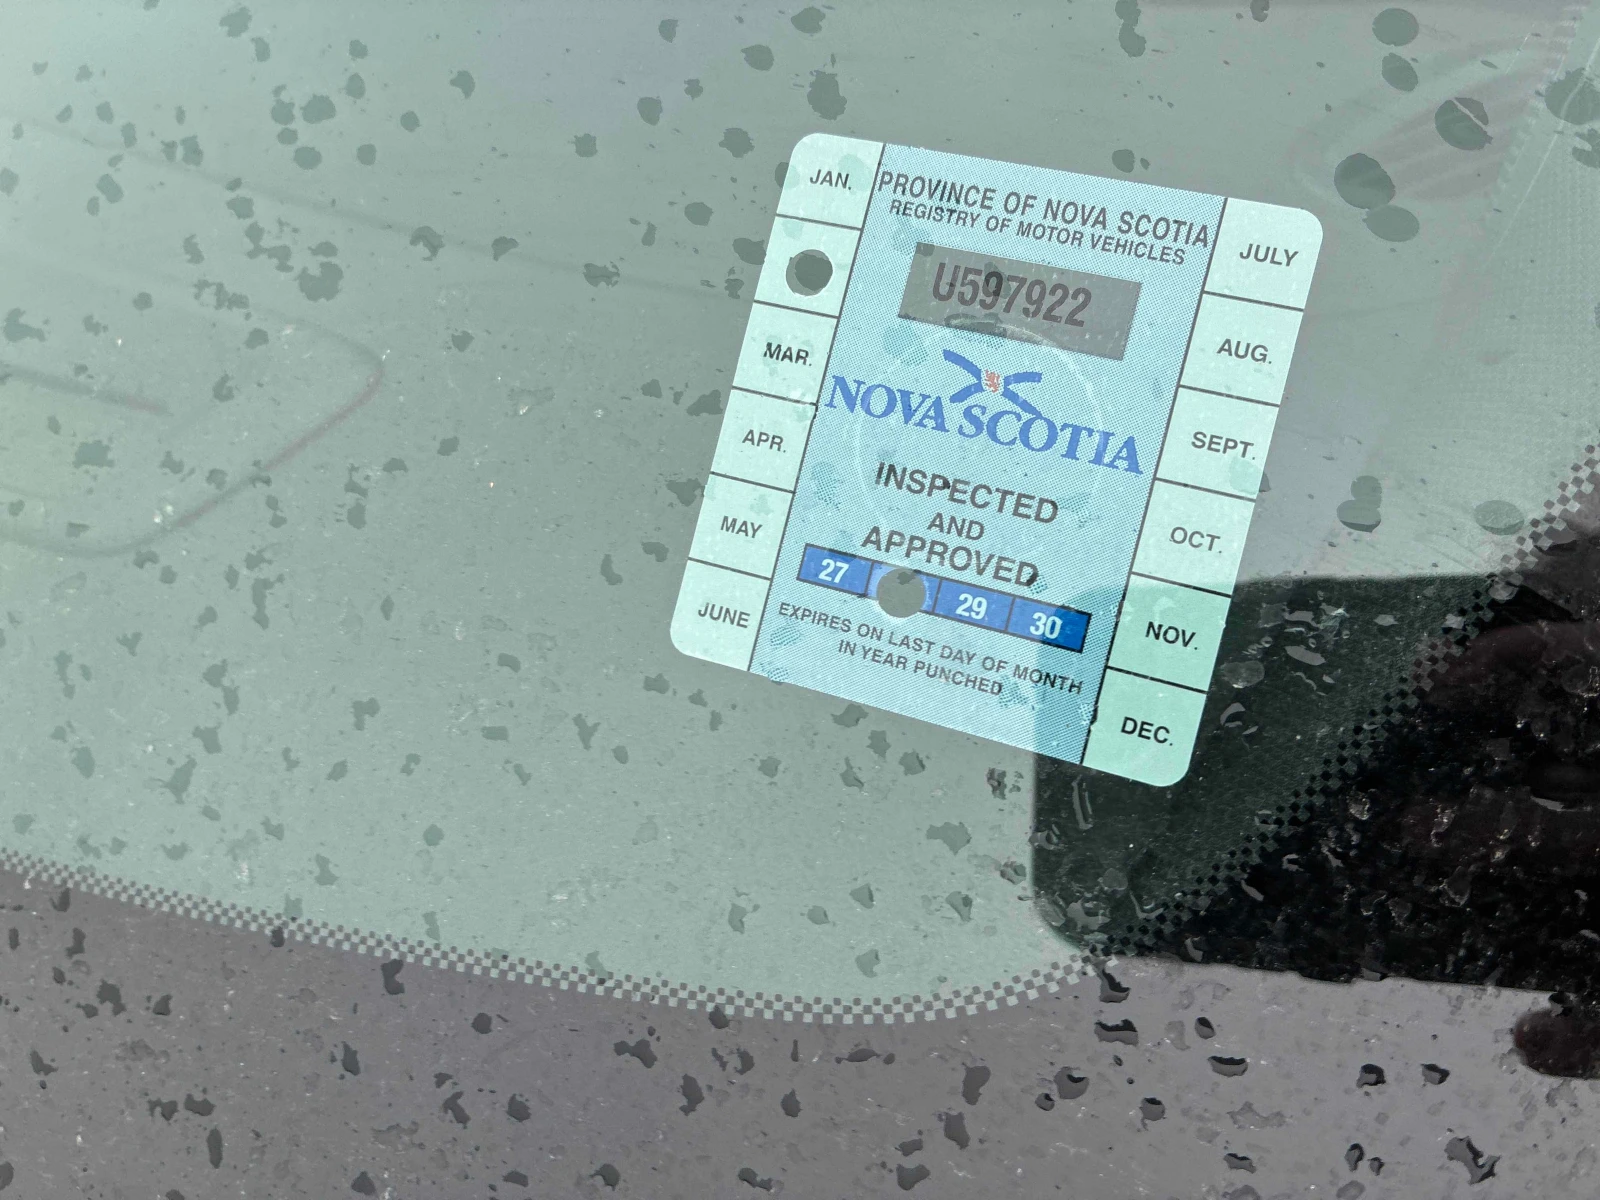 PROVINCE OF NOVA SCOTIA
REGISTRY OF MOTOR VEHICLES
U597922
NOVA SCOTIA
INSPECTED
AND
APPROVED
27 29 30
EXPIRES ON LAST DAY OF MONTH
IN YEAR PUNCHED
JAN.
MAR.
APR.
MAY
JUNE
JULY
AUG.
SEPT.
OCT.
NOV.
DEC.